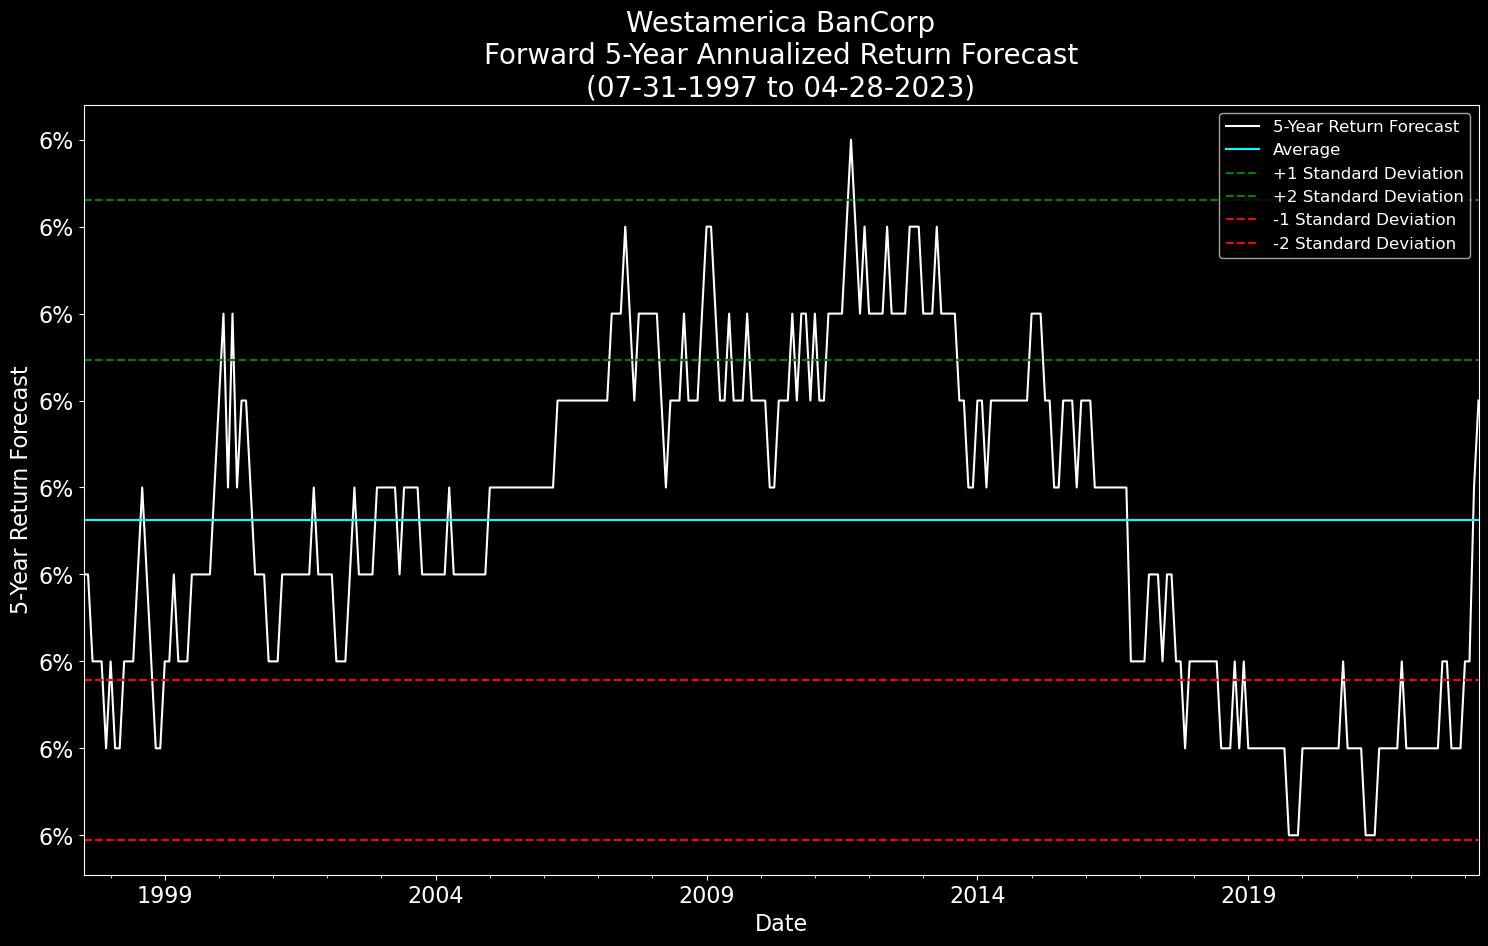 Westamerica BanCorp
Forward 5-Year Annualized Return Forecast
(07-31-1997 to 04-28-2023)
5-Year Return Forecast
Average
+1 Standard Deviation
+2 Standard Deviation
-1 Standard Deviation
-2 Standard Deviation
6%
6%
6%
6%
6%
6%
6%
6%
6%
5-Year Return Forecast
1999
2004
2009
2014
2019
Date